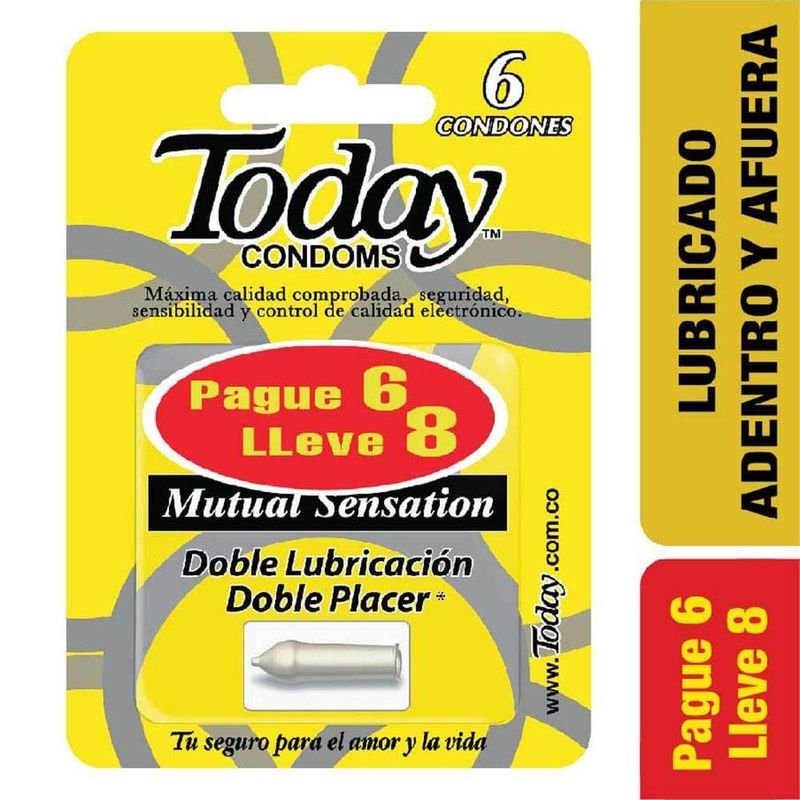 6
CONDONES
Today™
CONDOMS
Máxima calidad comprobada, seguridad,
sensibilidad y control de calidad electrónico.
Pague 6
LLeve 8
Mutual Sensation
Doble Lubricación
Doble Placer*
Tu seguro para el amor y la vida
www.Today.com.co
LUBRICADO
ADENTRO Y AFUERA
Pague 6
Lleve 8